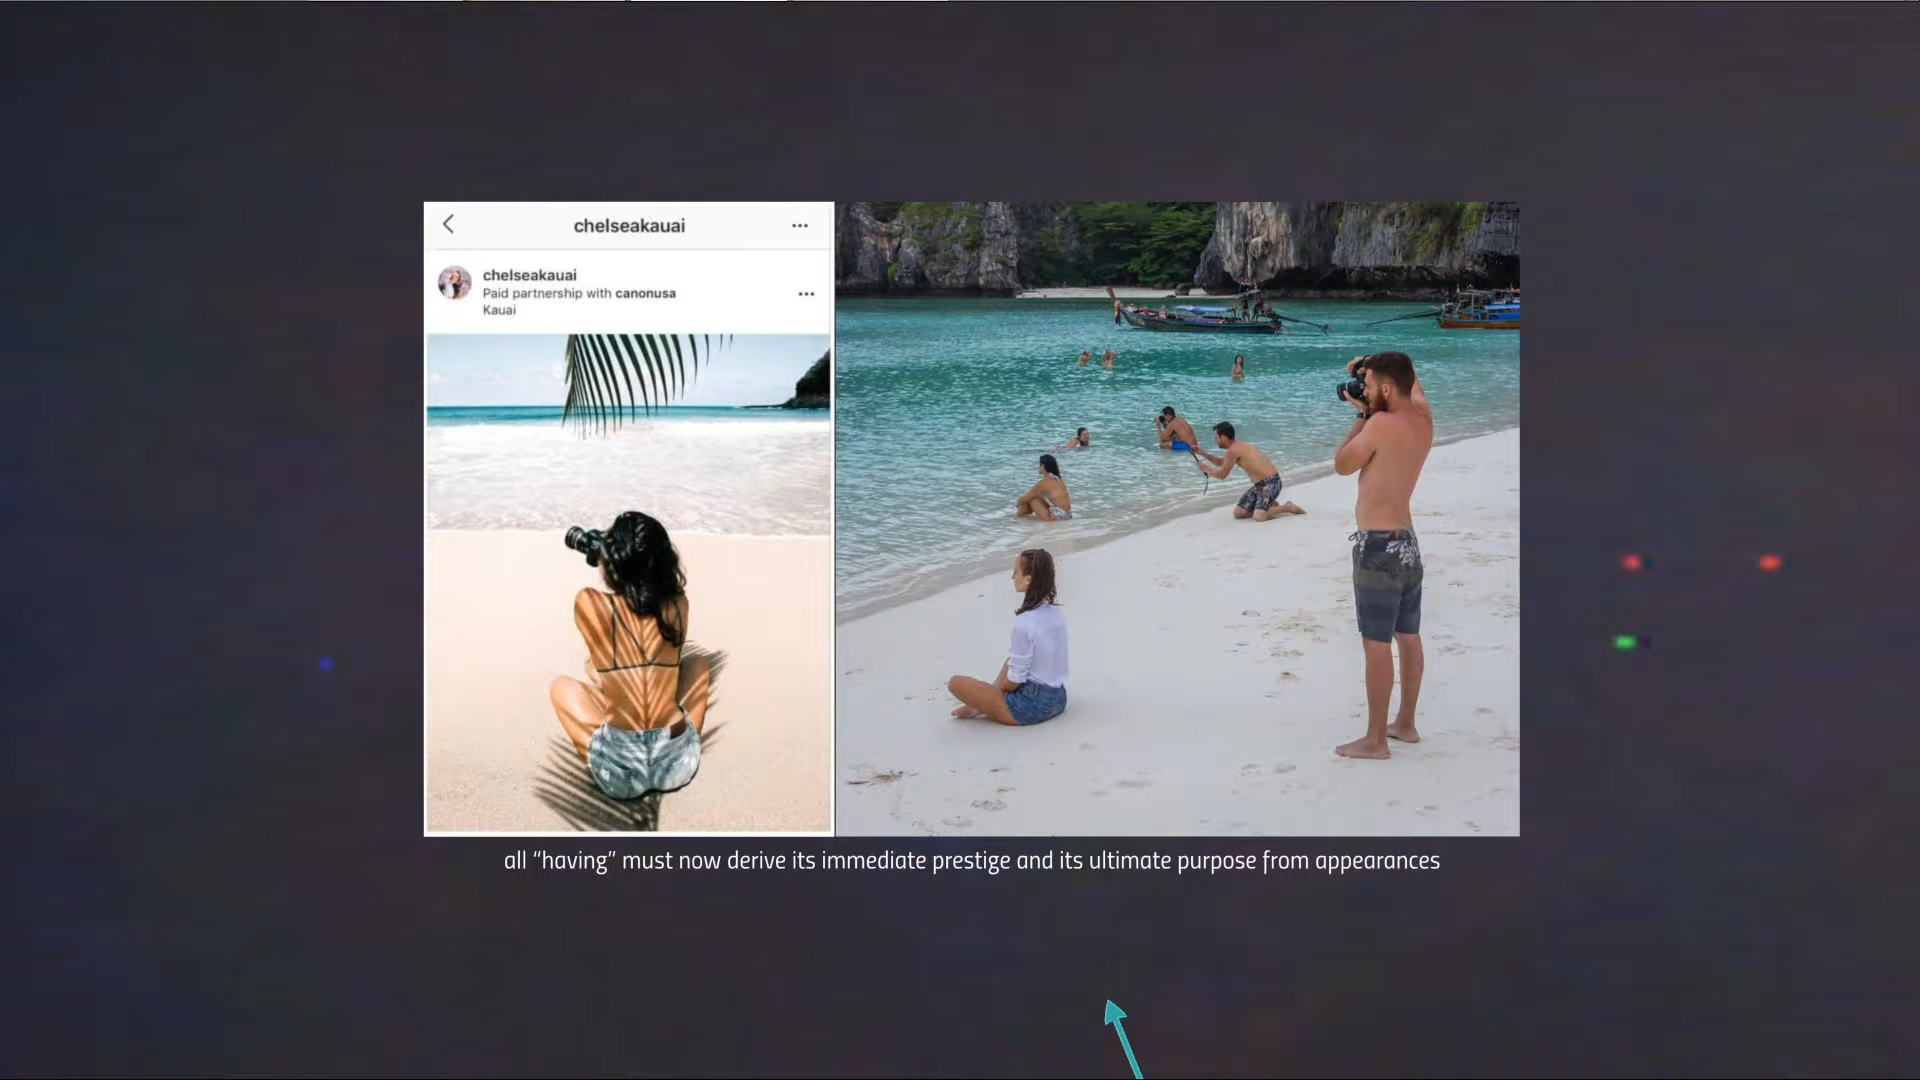 chelseakauai
chelseakauai
Paid partnership with canonusa
Kauai
all “having” must now derive its immediate prestige and its ultimate purpose from appearances